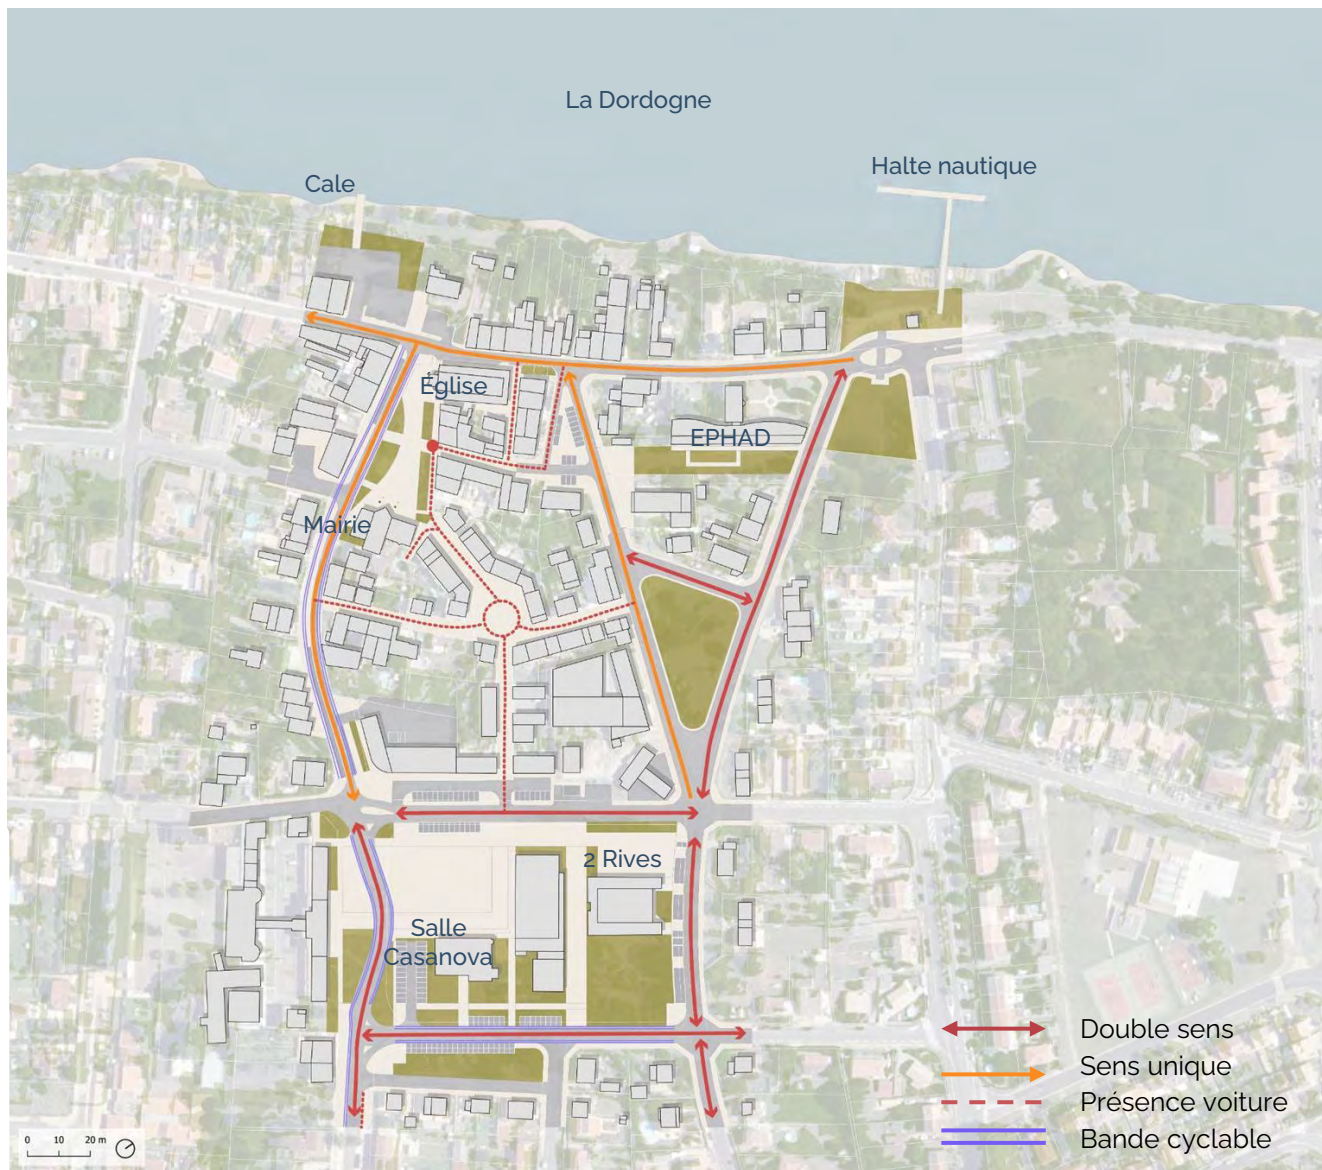 La Dordogne
Halte nautique
Cale
Église
EPHAD
Mairie
2 Rives
Salle
Casanova
Double sens
Sens unique
Présence voiture
Bande cyclable
0 10 20 m